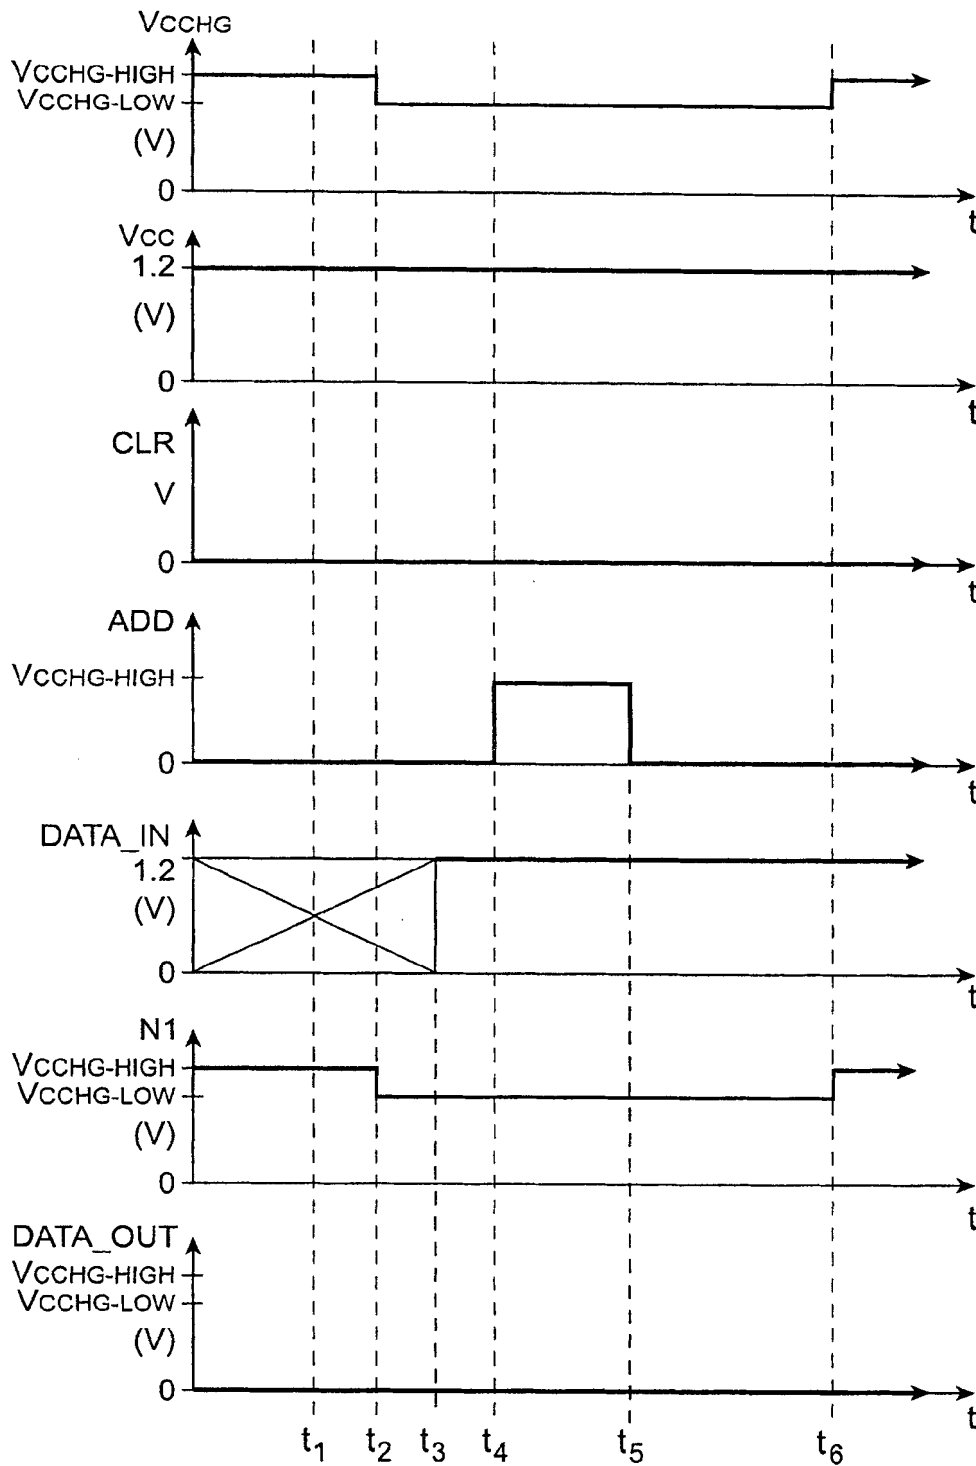 VCCHG
VCCHG-HIGH
VCCHG-LOW
(V)
0
t
VCC
1.2
(V)
0
t
CLR
V
0
t
ADD
VCCHG-HIGH
0
t
DATA_IN
1.2
(V)
0
t
N1
VCCHG-HIGH
VCCHG-LOW
(V)
0
t
DATA_OUT
VCCHG-HIGH
VCCHG-LOW
(V)
0
t
t1 t2 t3 t4 t5 t6